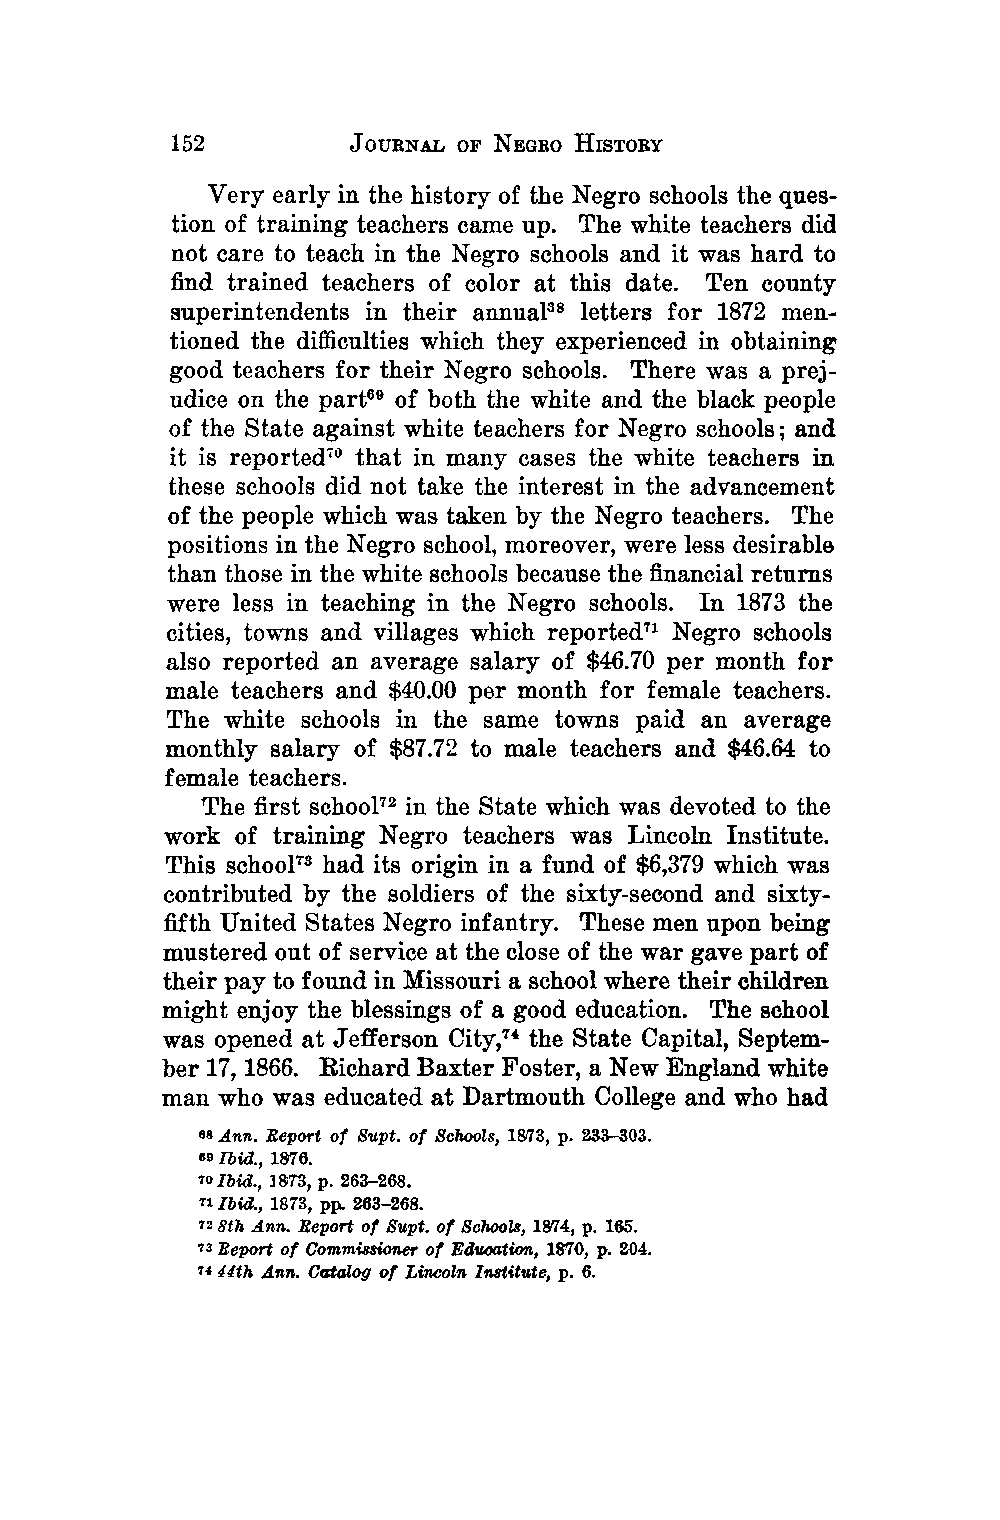 152 JOURNAL OF NEGRO HISTORY
Very early in the history of the Negro schools the ques-
tion of training teachers came up. The white teachers did
not care to teach in the Negro schools and it was hard to
find trained teachers of color at this date. Ten county
superintendents in their annual³⁸ letters for 1872 men-
tioned the difficulties which they experienced in obtaining
good teachers for their Negro schools. There was a prej-
udice on the part⁶⁹ of both the white and the black people
of the State against white teachers for Negro schools; and
it is reported⁷⁰ that in many cases the white teachers in
these schools did not take the interest in the advancement
of the people which was taken by the Negro teachers. The
positions in the Negro school, moreover, were less desirable
than those in the white schools because the financial returns
were less in teaching in the Negro schools. In 1873 the
cities, towns and villages which reported⁷¹ Negro schools
also reported an average salary of $46.70 per month for
male teachers and $40.00 per month for female teachers.
The white schools in the same towns paid an average
monthly salary of $87.72 to male teachers and $46.64 to
female teachers.
The first school⁷² in the State which was devoted to the
work of training Negro teachers was Lincoln Institute.
This school⁷³ had its origin in a fund of $6,379 which was
contributed by the soldiers of the sixty-second and sixty-
fifth United States Negro infantry. These men upon being
mustered out of service at the close of the war gave part of
their pay to found in Missouri a school where their children
might enjoy the blessings of a good education. The school
was opened at Jefferson City,⁷⁴ the State Capital, Septem-
ber 17, 1866. Richard Baxter Foster, a New England white
man who was educated at Dartmouth College and who had
⁶⁸ Ann. Report of Supt. of Schools, 1873, p. 233–303.
⁶⁹ Ibid., 1876.
⁷⁰ Ibid., 1873, p. 263–268.
⁷¹ Ibid., 1873, pp. 263–268.
⁷² 8th Ann. Report of Supt. of Schools, 1874, p. 165.
⁷³ Report of Commissioner of Education, 1870, p. 204.
⁷⁴ 44th Ann. Catalog of Lincoln Institute, p. 6.